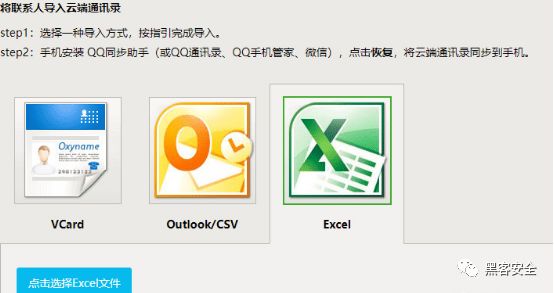 将联系人导入云端通讯录
step1：选择一种导入方式，按指引完成导入。
step2：手机安装 QQ同步助手（或QQ通讯录、QQ手机管家、微信），点击恢复，将云端通讯录同步到手机。
Oxyname
VCard
Outlook/CSV
Excel
点击选择Excel文件
黑客安全